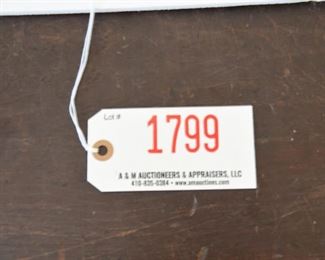 Lot #
1799
A & M AUCTIONEERS & APPRAISERS, LLC
410-835-0384 • www.amauctions.com